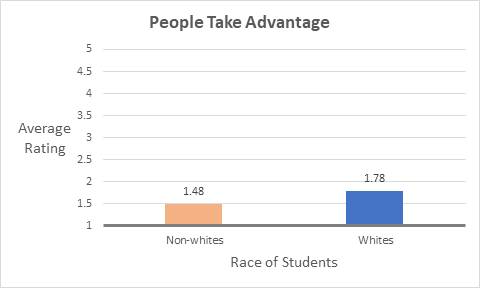 People Take Advantage
5
4.5
4
3.5
3
2.5
2
1.5
1
Average
Rating
1.48
1.78
Non-whites
Whites
Race of Students